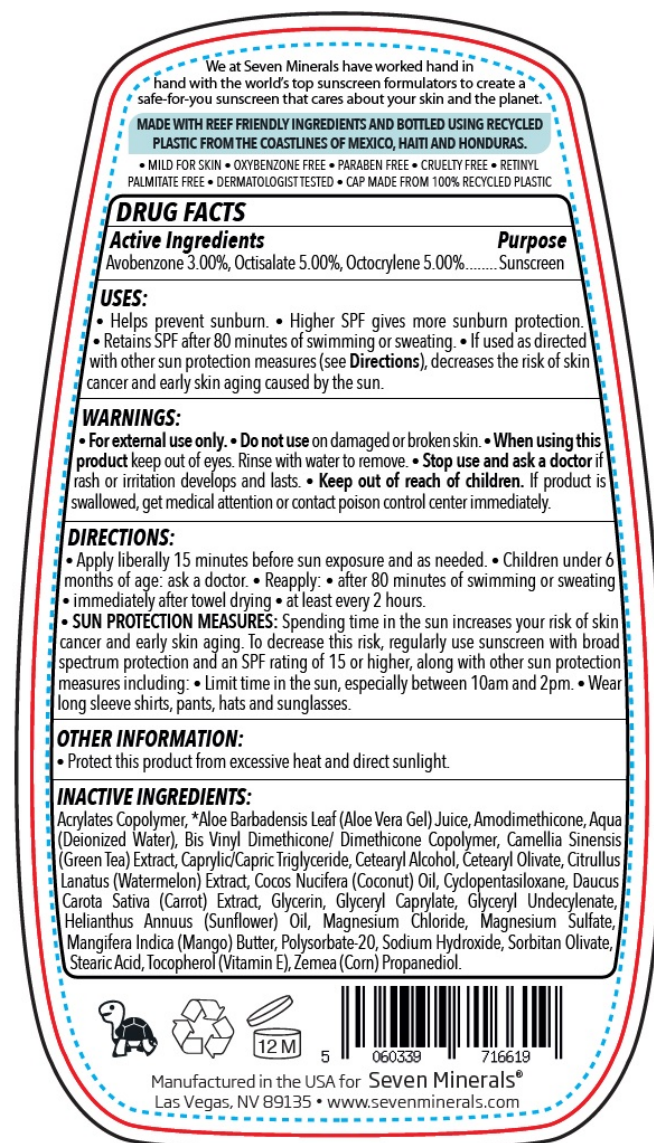 We at Seven Minerals have worked hand in
hand with the world's top sunscreen formulators to create a
safe-for-you sunscreen that cares about your skin and the planet.
MADE WITH REEF FRIENDLY INGREDIENTS AND BOTTLED USING RECYCLED
PLASTIC FROM THE COASTLINES OF MEXICO, HAITI AND HONDURAS.
• MILD FOR SKIN • OXYBENZONE FREE • PARABEN FREE • CRUELTY FREE • RETINYL
PALMITATE FREE • DERMATOLOGIST TESTED • CAP MADE FROM 100% RECYCLED PLASTIC
DRUG FACTS
Active Ingredients Purpose
Avobenzone 3.00%, Octisalate 5.00%, Octocrylene 5.00%........Sunscreen
USES:
• Helps prevent sunburn. • Higher SPF gives more sunburn protection.
• Retains SPF after 80 minutes of swimming or sweating. • If used as directed
with other sun protection measures (see Directions), decreases the risk of skin
cancer and early skin aging caused by the sun.
WARNINGS:
• For external use only. • Do not use on damaged or broken skin. • When using this
product keep out of eyes. Rinse with water to remove. • Stop use and ask a doctor if
rash or irritation develops and lasts. • Keep out of reach of children. If product is
swallowed, get medical attention or contact poison control center immediately.
DIRECTIONS:
• Apply liberally 15 minutes before sun exposure and as needed. • Children under 6
months of age: ask a doctor. • Reapply: • after 80 minutes of swimming or sweating
• immediately after towel drying • at least every 2 hours.
• SUN PROTECTION MEASURES: Spending time in the sun increases your risk of skin
cancer and early skin aging. To decrease this risk, regularly use sunscreen with broad
spectrum protection and an SPF rating of 15 or higher, along with other sun protection
measures including: • Limit time in the sun, especially between 10am and 2pm. • Wear
long sleeve shirts, pants, hats and sunglasses.
OTHER INFORMATION:
• Protect this product from excessive heat and direct sunlight.
INACTIVE INGREDIENTS:
Acrylates Copolymer, *Aloe Barbadensis Leaf (Aloe Vera Gel) Juice, Amodimethicone, Aqua
(Deionized Water), Bis Vinyl Dimethicone/ Dimethicone Copolymer, Camellia Sinensis
(Green Tea) Extract, Caprylic/Capric Triglyceride, Cetearyl Alcohol, Cetearyl Olivate, Citrullus
Lanatus (Watermelon) Extract, Cocos Nucifera (Coconut) Oil, Cyclopentasiloxane, Daucus
Carota Sativa (Carrot) Extract, Glycerin, Glyceryl Caprylate, Glyceryl Undecylenate,
Helianthus Annuus (Sunflower) Oil, Magnesium Chloride, Magnesium Sulfate,
Mangifera Indica (Mango) Butter, Polysorbate-20, Sodium Hydroxide, Sorbitan Olivate,
Stearic Acid, Tocopherol (Vitamin E), Zemea (Corn) Propanediol.
12 M
5 060339 716619
Manufactured in the USA for Seven Minerals®
Las Vegas, NV 89135 • www.sevenminerals.com